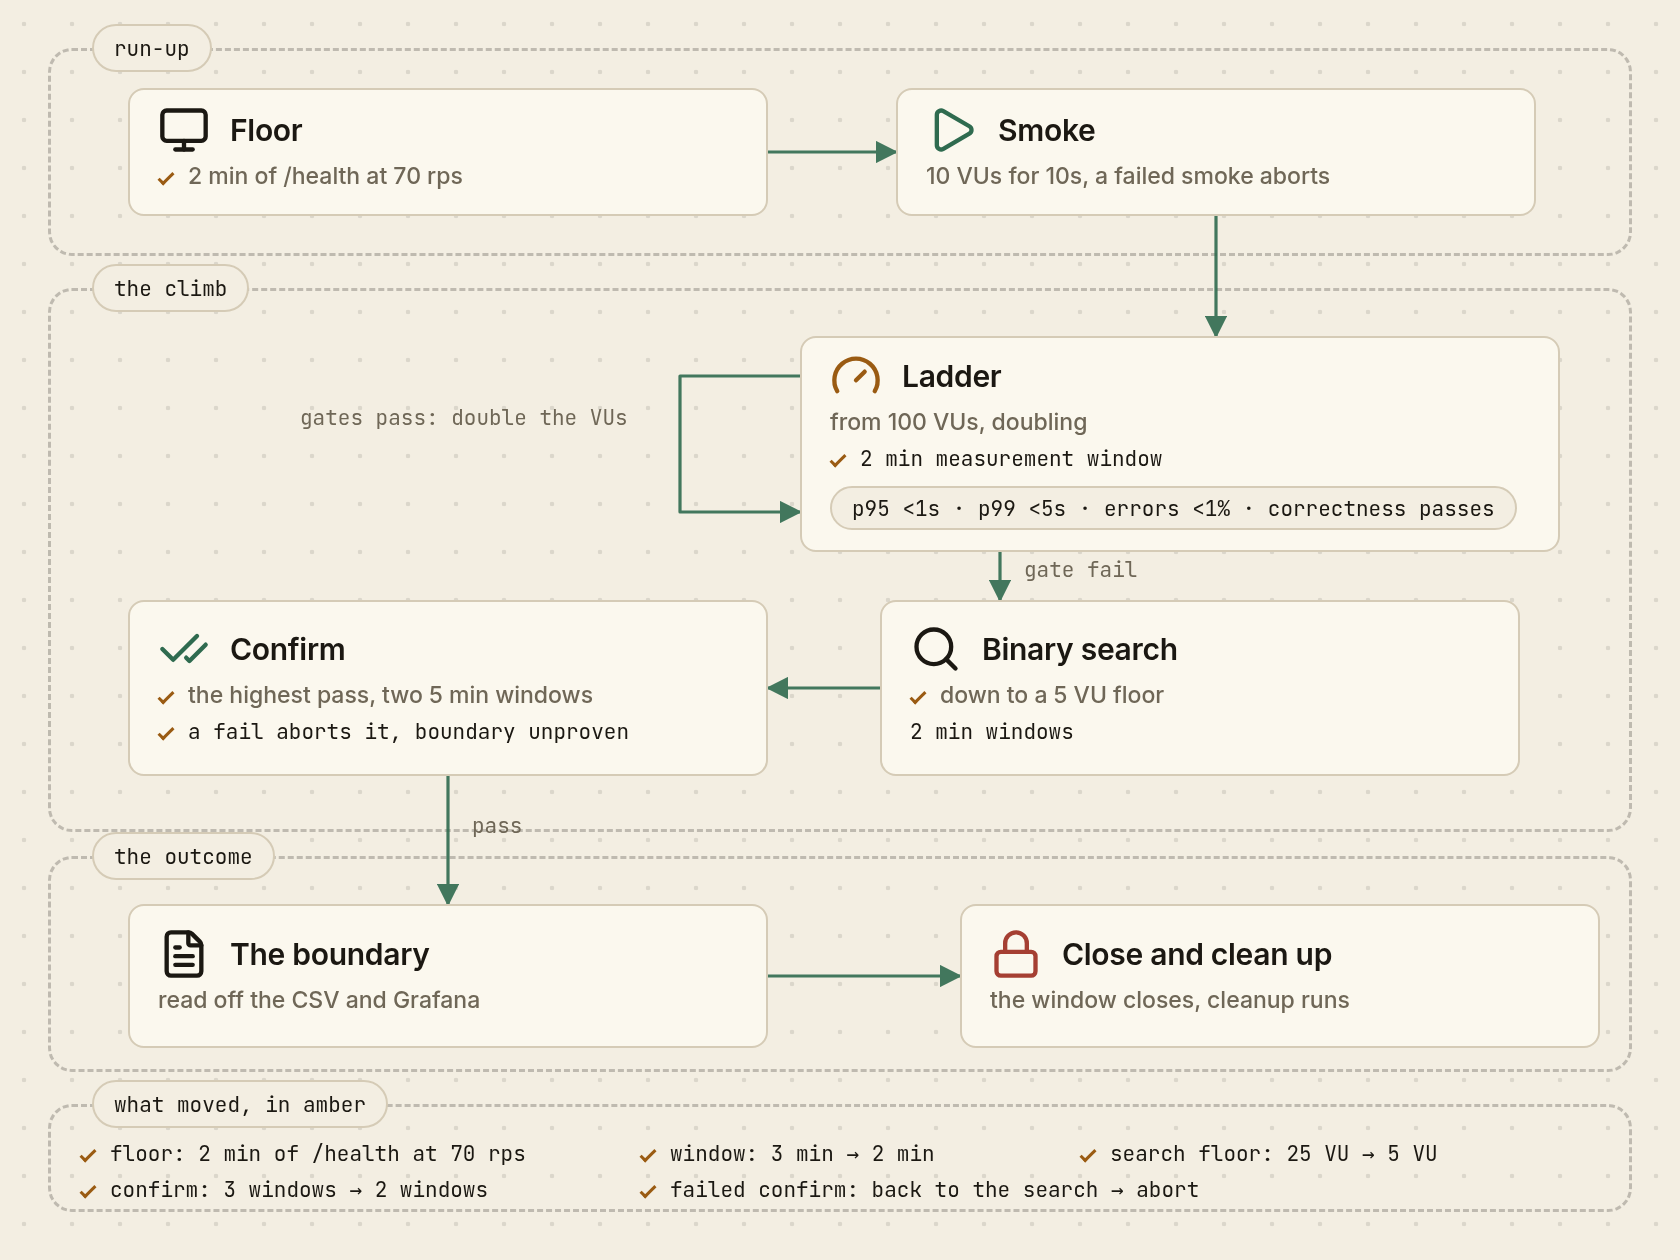 run-up
Floor
2 min of /health at 70 rps
Smoke
10 VUs for 10s, a failed smoke aborts
the climb
Ladder
from 100 VUs, doubling
2 min measurement window
p95 <1s · p99 <5s · errors <1% · correctness passes
gates pass: double the VUs
gate fail
Confirm
the highest pass, two 5 min windows
a fail aborts it, boundary unproven
Binary search
down to a 5 VU floor
2 min windows
pass
the outcome
The boundary
read off the CSV and Grafana
Close and clean up
the window closes, cleanup runs
what moved, in amber
floor: 2 min of /health at 70 rps
window: 3 min → 2 min
search floor: 25 VU → 5 VU
confirm: 3 windows → 2 windows
failed confirm: back to the search → abort